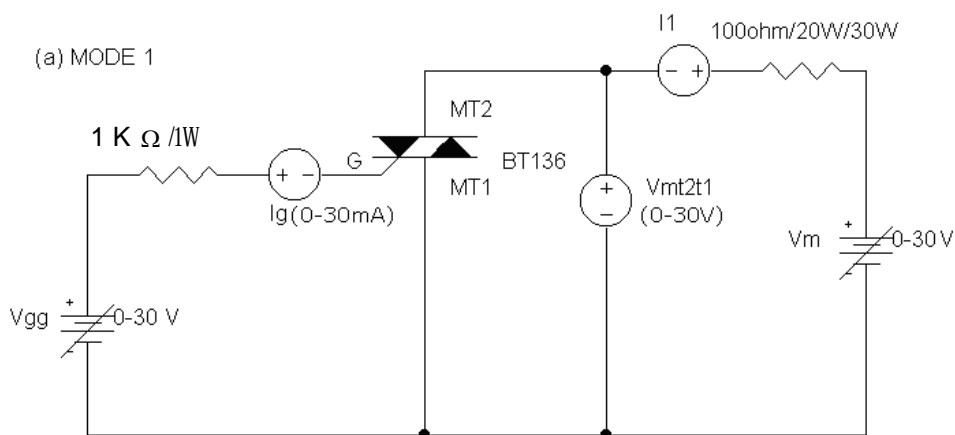 (a) MODE 1
I1
100ohm/20W/30W
- +
MT2
1 K Ω /1W
G
BT136
MT1
+ -
Ig(0-30mA)
+
-
Vmt2t1
(0-30V)
+
Vm
0-30 V
-
+
Vgg
0-30 V
-